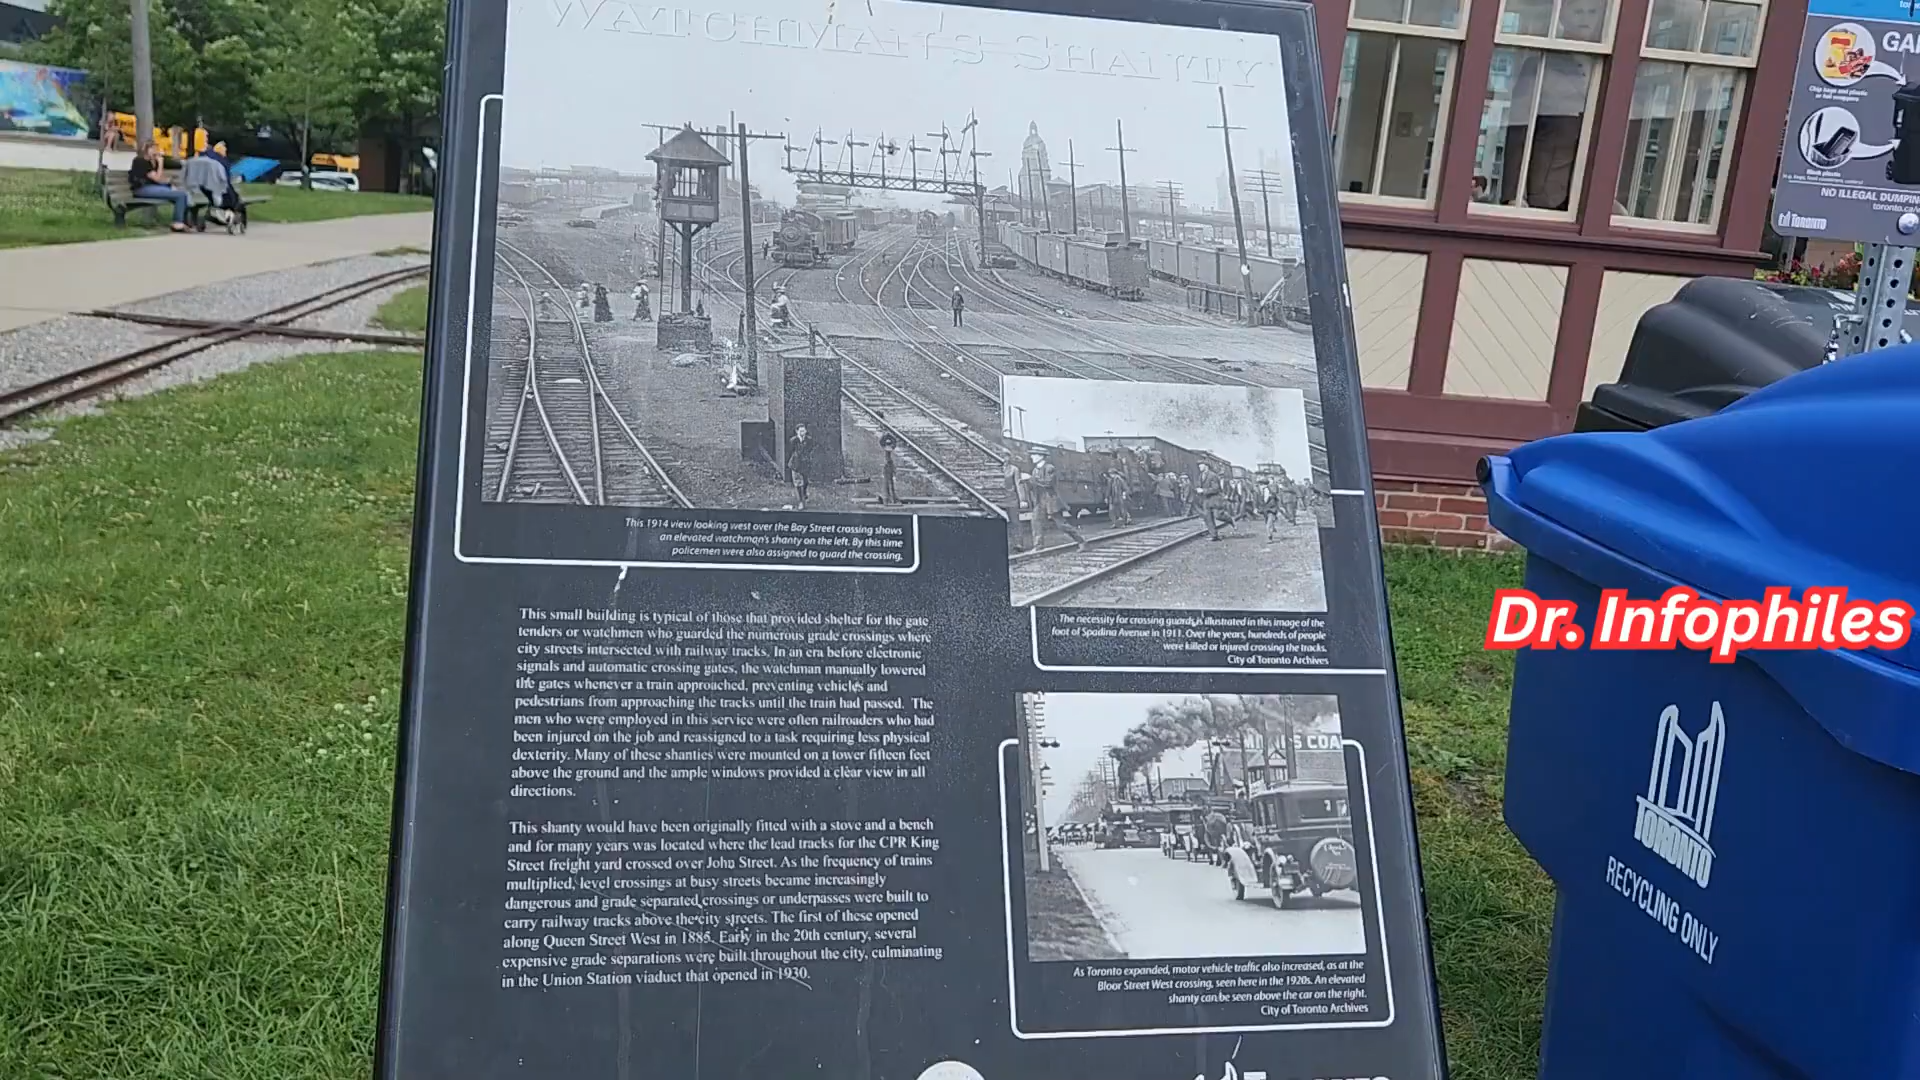 WATCHMAN'S SHANTY
This 1914 view looking west over the Bay Street crossing shows
an elevated watchman's shanty on the left. By this time
policemen were also assigned to guard the crossing.
This small building is typical of those that provided shelter for the gate
tenders or watchmen who guarded the numerous grade crossings where
city streets intersected with railway tracks. In an era before electronic
signals and automatic crossing gates, the watchman manually lowered
the gates whenever a train approached, preventing vehicles and
pedestrians from approaching the tracks until the train had passed. The
men who were employed in this service were often railroaders who had
been injured on the job and reassigned to a task requiring less physical
dexterity. Many of these shanties were mounted on a tower fifteen feet
above the ground and the ample windows provided a clear view in all
directions.
This shanty would have been originally fitted with a stove and a bench
and for many years was located where the lead tracks for the CPR King
Street freight yard crossed over John Street. As the frequency of trains
multiplied, level crossings at busy streets became increasingly
dangerous and grade separated crossings or underpasses were built to
carry railway tracks above the city streets. The first of these opened
along Queen Street West in 1885. Early in the 20th century, several
expensive grade separations were built throughout the city, culminating
in the Union Station viaduct that opened in 1930.
The necessity for crossing guards is illustrated in this image of the
foot of Spadina Avenue in 1911. Over the years, hundreds of people
were killed or injured crossing the tracks.
City of Toronto Archives
COA
As Toronto expanded, motor vehicle traffic also increased, as at the
Bloor Street West crossing, seen here in the 1920s. An elevated
shanty can be seen above the car on the right.
City of Toronto Archives
GA
Chip bags and plastic
or foil wrappers
Black plastic
NO ILLEGAL DUMPIN
toronto.ca/
TORONTO
Dr. Infophiles
TORONTO
RECYCLING ONLY